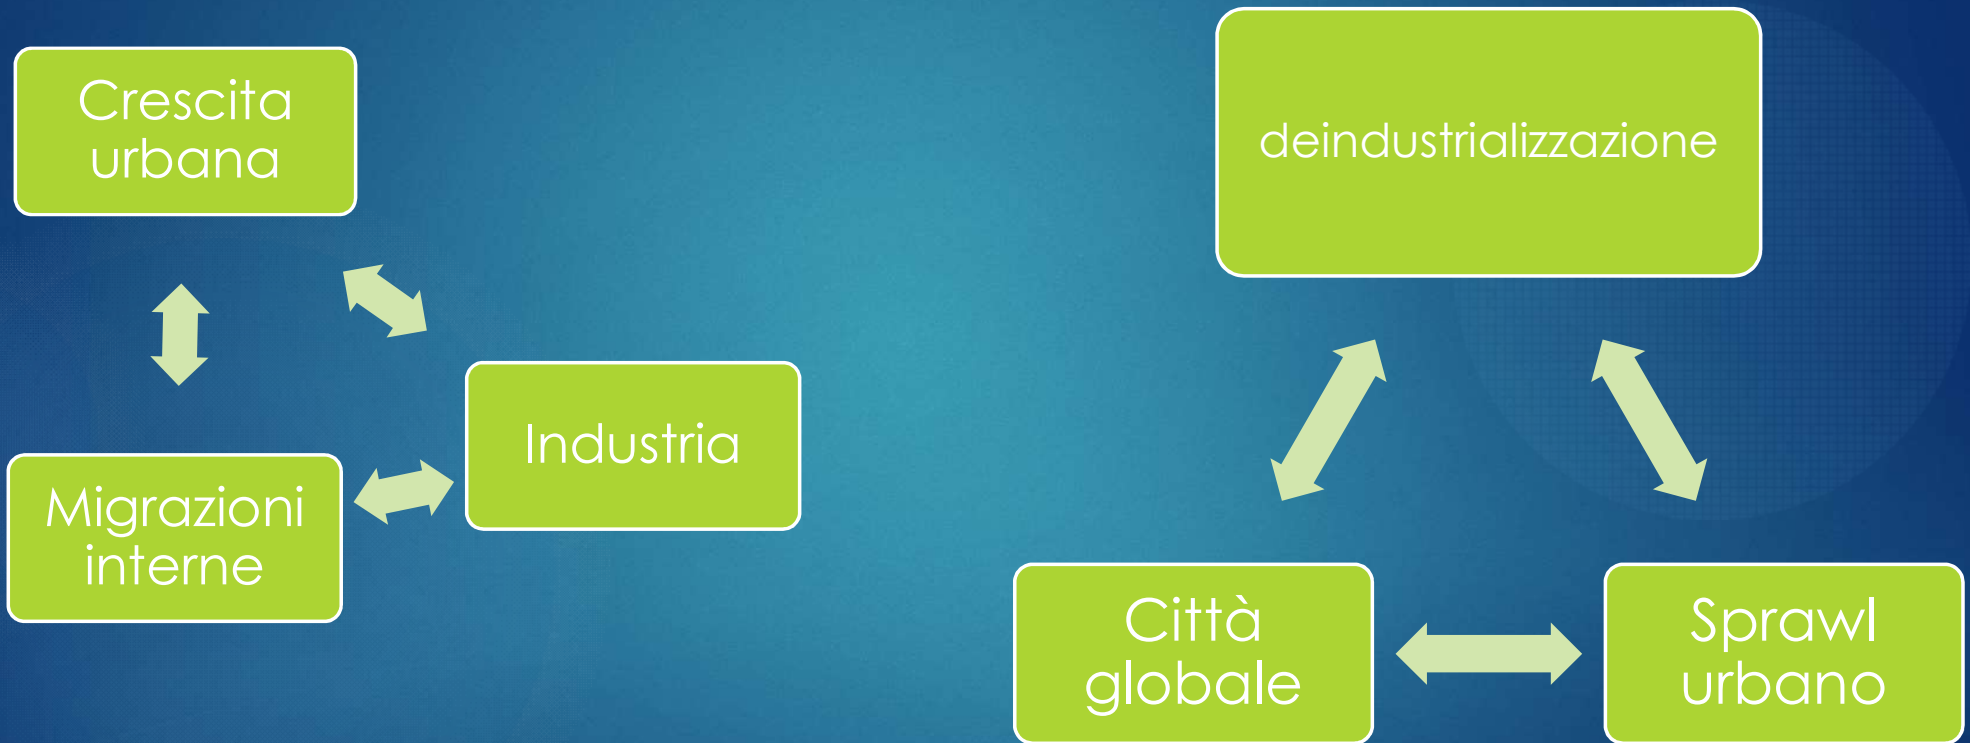 Crescita
urbana
Industria
Migrazioni
interne
deindustrializzazione
Città
globale
Sprawl
urbano